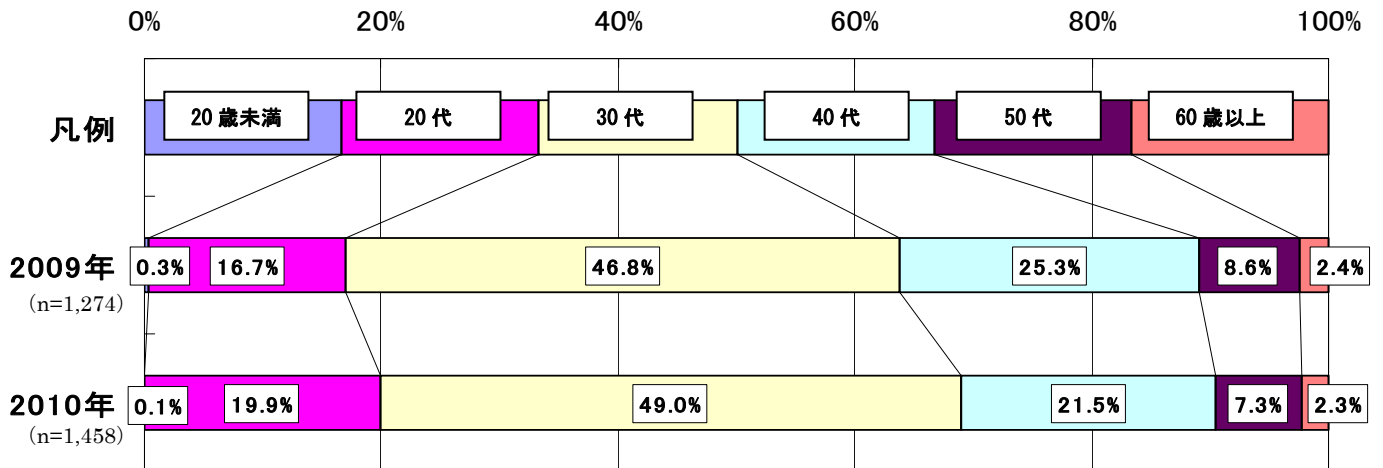 0% 20% 40% 60% 80% 100%
凡例 20歳未満 20代 30代 40代 50代 60歳以上
2009年 0.3% 16.7% 46.8% 25.3% 8.6% 2.4%
(n=1,274)
2010年 0.1% 19.9% 49.0% 21.5% 7.3% 2.3%
(n=1,458)